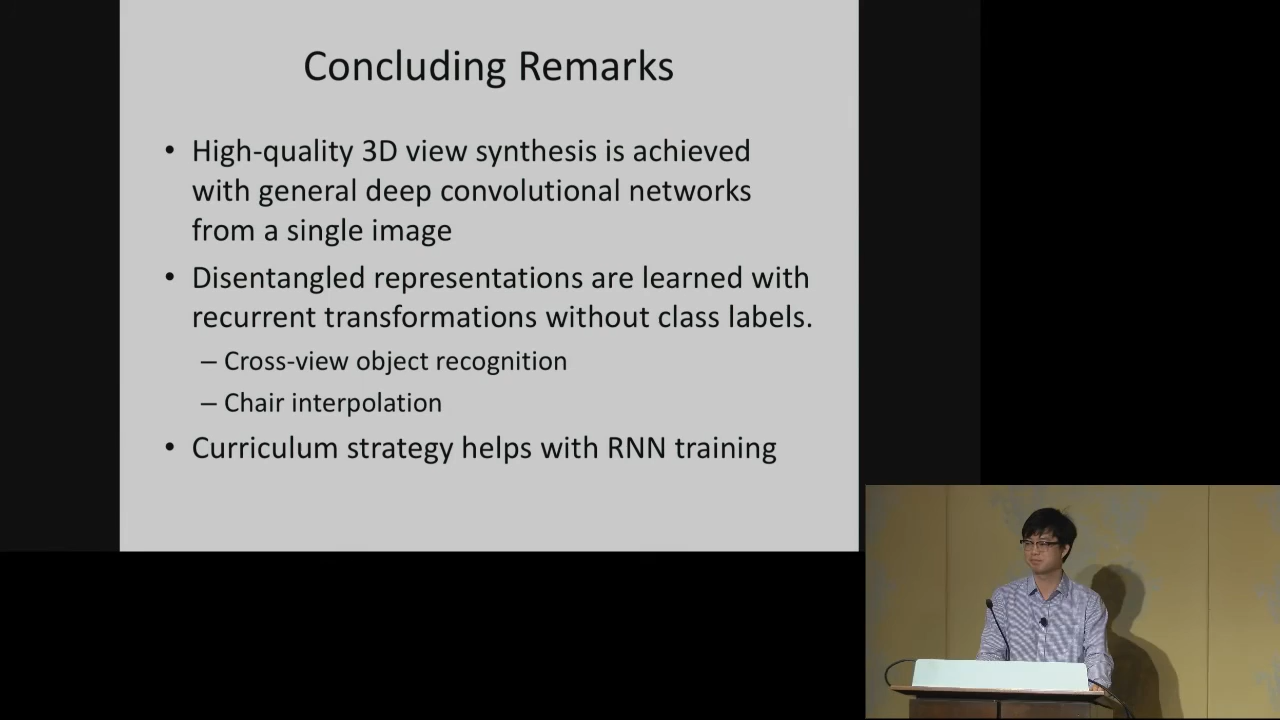 Concluding Remarks
• High-quality 3D view synthesis is achieved
with general deep convolutional networks
from a single image
• Disentangled representations are learned with
recurrent transformations without class labels.
– Cross-view object recognition
– Chair interpolation
• Curriculum strategy helps with RNN training